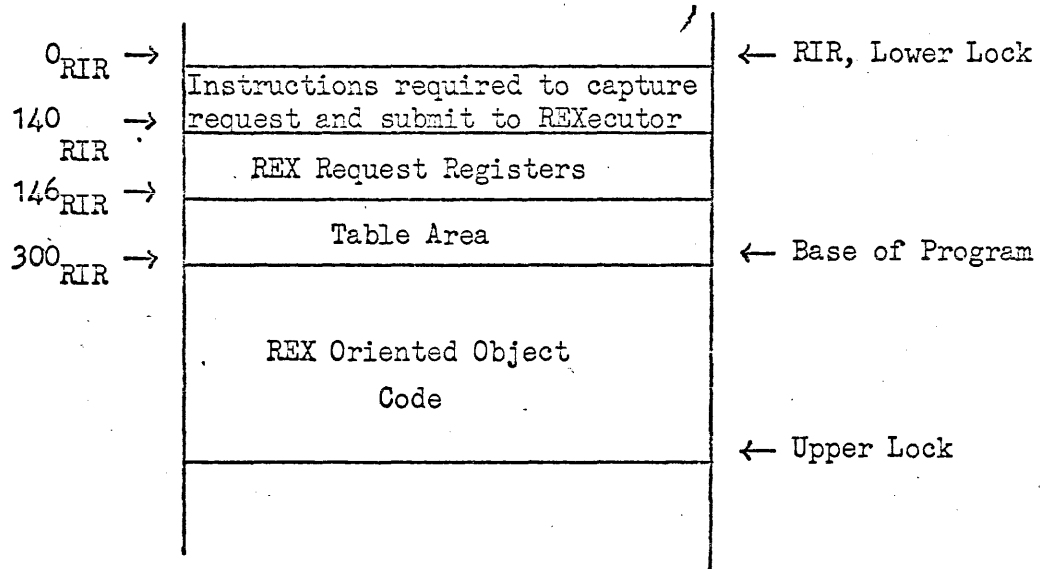 0RIR → ← RIR, Lower Lock
Instructions required to capture
140RIR → request and submit to REXecutor
REX Request Registers
146RIR →
Table Area
300RIR → ← Base of Program
REX Oriented Object
Code
← Upper Lock